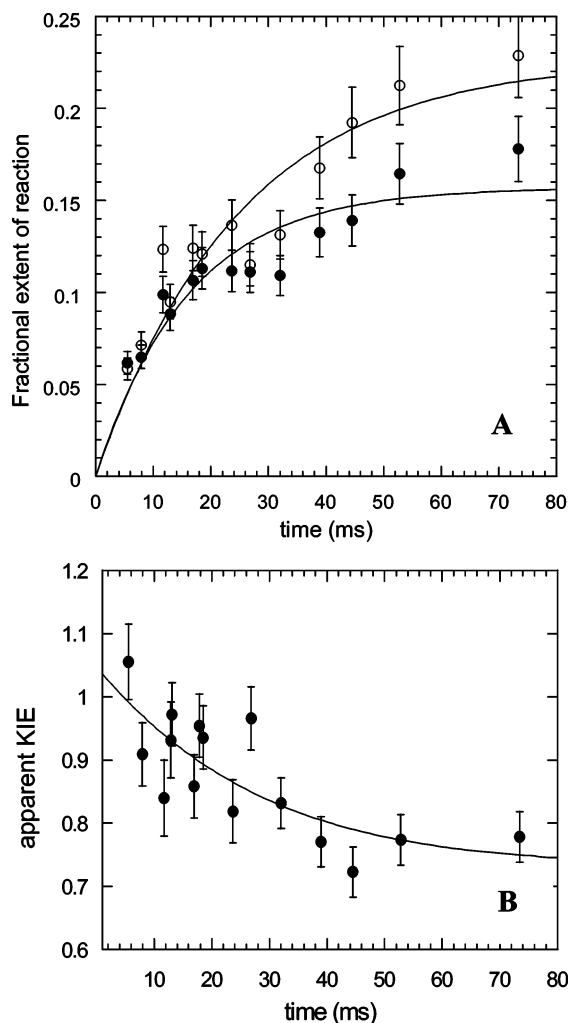 0.25
0.2
0.15
0.1
0.05
0
Fractional extent of reaction
A
0 10 20 30 40 50 60 70 80
time (ms)
1.2
1.1
1
0.9
0.8
0.7
0.6
apparent KIE
B
10 20 30 40 50 60 70 80
time (ms)